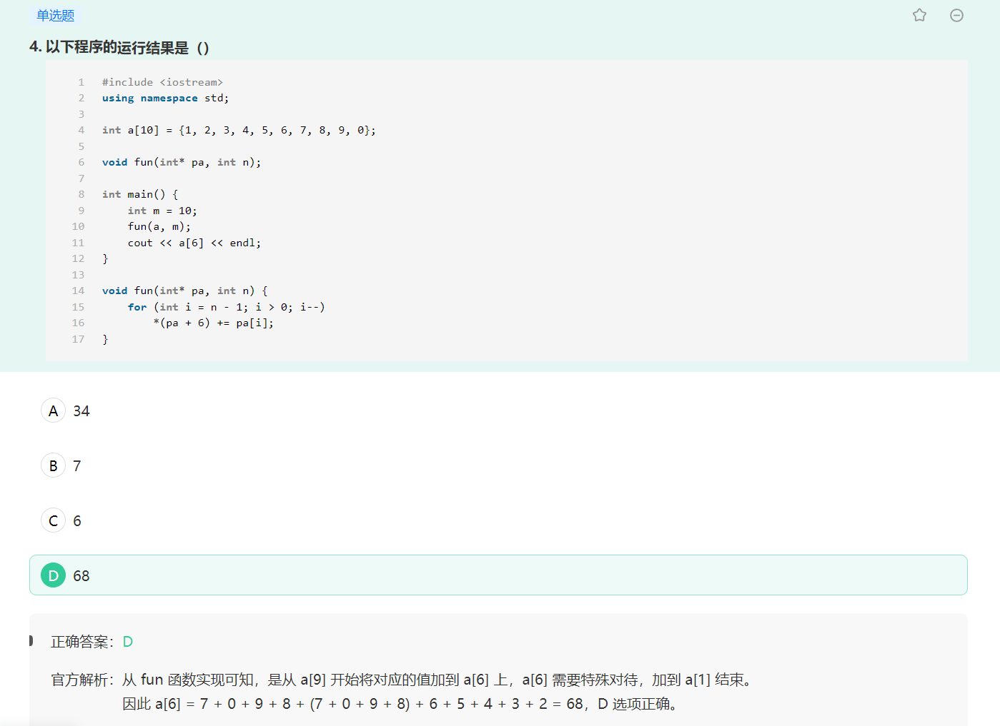 单选题
4. 以下程序的运行结果是（）
1 #include <iostream>
2 using namespace std;
3
4 int a[10] = {1, 2, 3, 4, 5, 6, 7, 8, 9, 0};
5
6 void fun(int* pa, int n);
7
8 int main() {
9     int m = 10;
10     fun(a, m);
11     cout << a[6] << endl;
12 }
13
14 void fun(int* pa, int n) {
15     for (int i = n - 1; i > 0; i--)
16         *(pa + 6) += pa[i];
17 }
A 34
B 7
C 6
D 68
正确答案：D
官方解析：从 fun 函数实现可知，是从 a[9] 开始将对应的值加到 a[6] 上，a[6] 需要特殊对待，加到 a[1] 结束。
因此 a[6] = 7 + 0 + 9 + 8 + (7 + 0 + 9 + 8) + 6 + 5 + 4 + 3 + 2 = 68，D 选项正确。